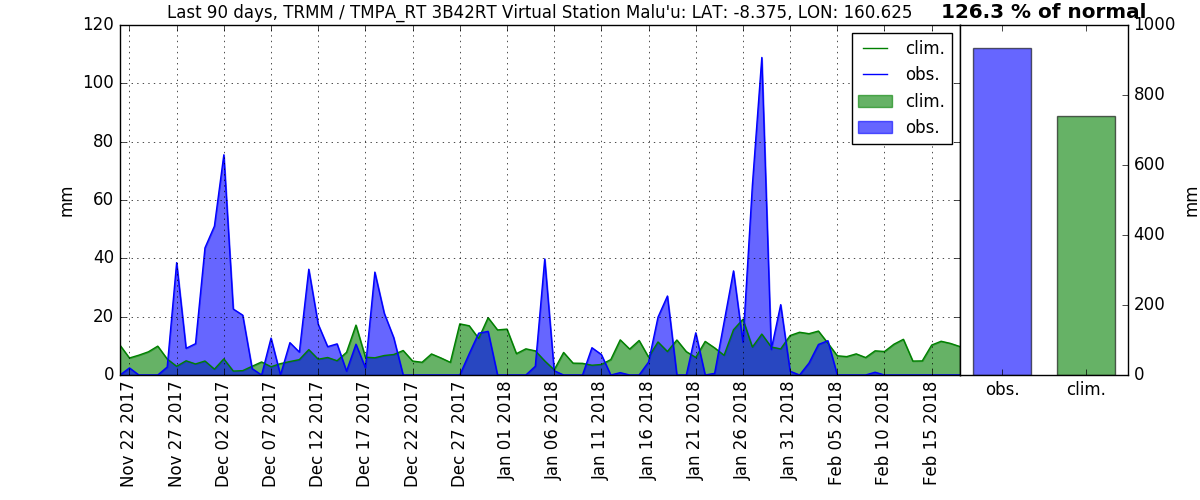 Last 90 days, TRMM / TMPA_RT 3B42RT Virtual Station Malu'u: LAT: -8.375, LON: 160.625
126.3 % of normal
120
100
80
60
40
20
0
mm
clim.
obs.
clim.
obs.
1000
800
600
400
200
0
mm
Nov 22 2017
Nov 27 2017
Dec 02 2017
Dec 07 2017
Dec 12 2017
Dec 17 2017
Dec 22 2017
Dec 27 2017
Jan 01 2018
Jan 06 2018
Jan 11 2018
Jan 16 2018
Jan 21 2018
Jan 26 2018
Jan 31 2018
Feb 05 2018
Feb 10 2018
Feb 15 2018
obs.
clim.